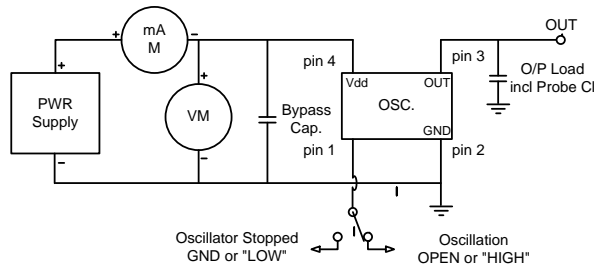 mA
M
OUT
+
-
+
+
pin 4
pin 3
PWR
Supply
VM
Bypass
Cap.
Vdd
OUT
OSC.
GND
O/P Load
incl Probe Cl
-
-
pin 1
pin 2
Oscillator Stopped
GND or "LOW"
Oscillation
OPEN or "HIGH"